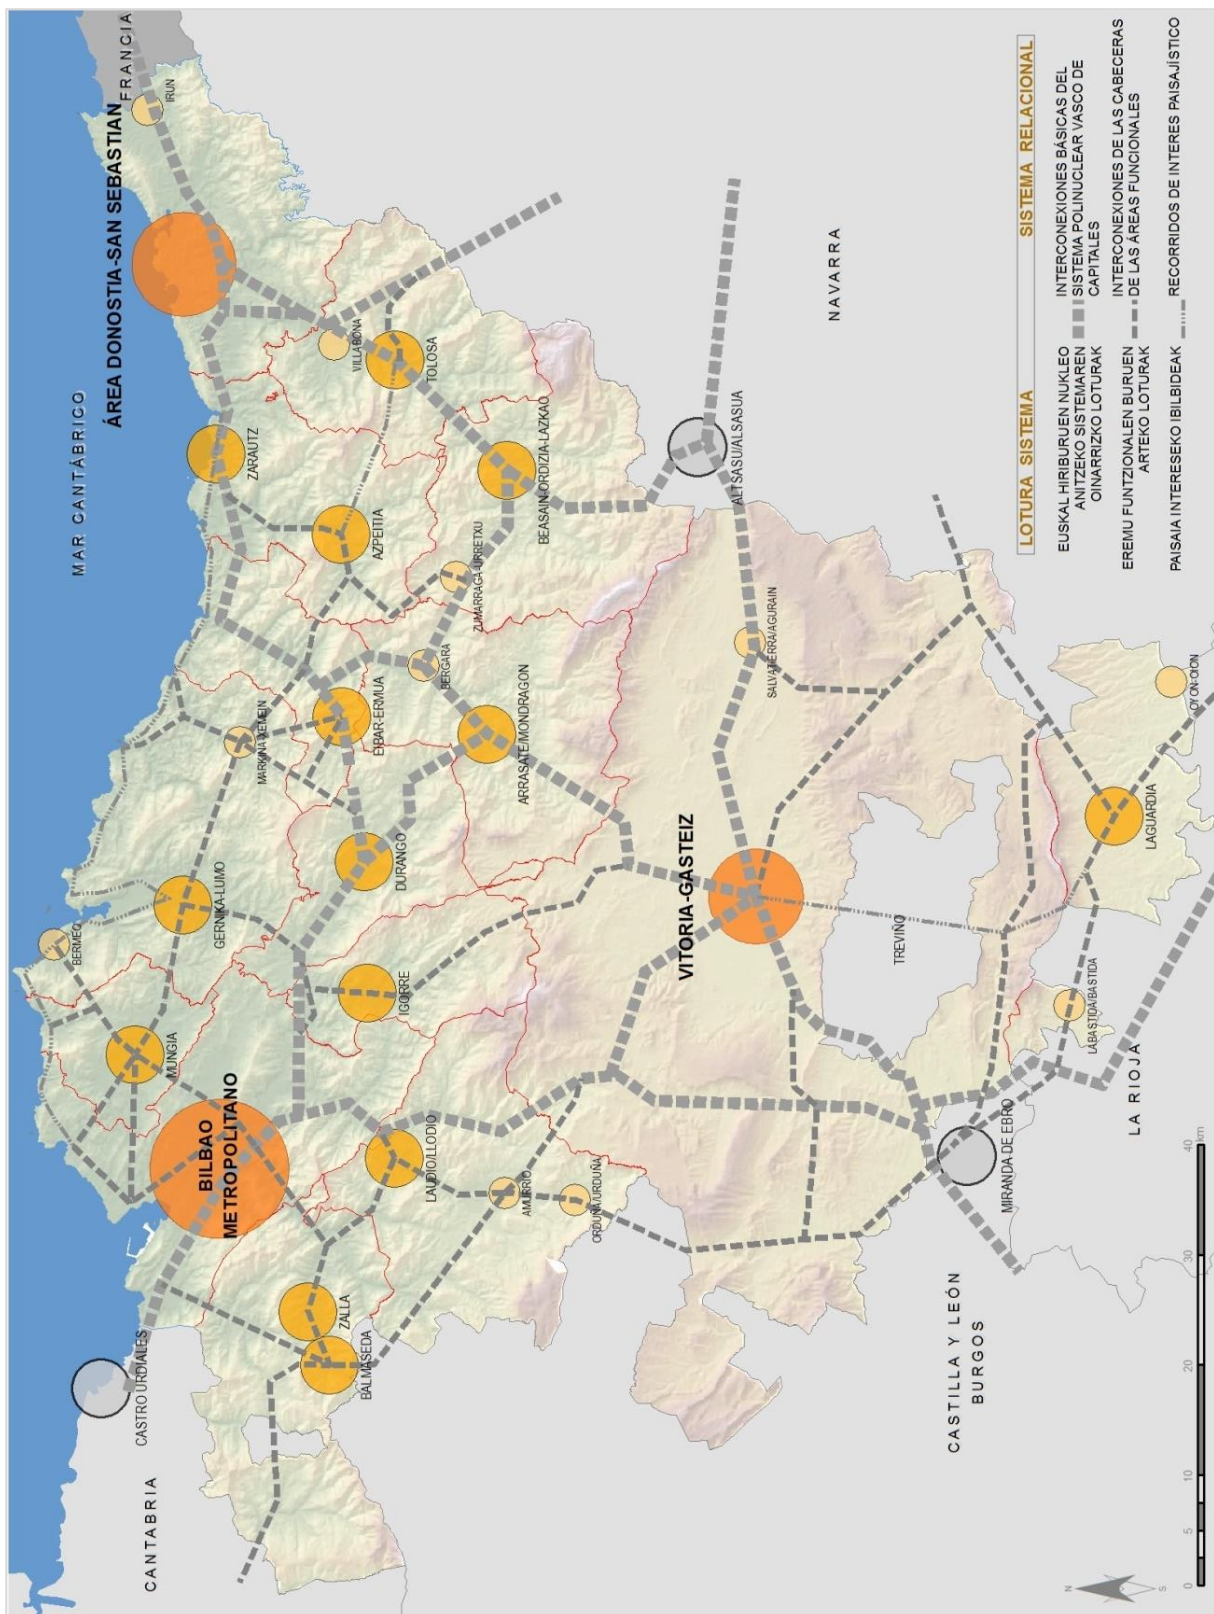 MAR CANTÁBRICO
ÁREA DONOSTIA-SAN SEBASTIAN
FRANCIA
IRUN
CASTRO URDIALES
CANTABRIA
BERMEO
MUNGIA
GERNIKA-LUMO
ZARAUTZ
BILBAO
METROPOLITANO
MARKINA-XEMEIN
ZALLA
BALMASEDA
EIBAR-ERMUA
AZPEITIA
VILLABONA
TOLOSA
DURANGO
IGORRE
LAUDIO/LLODIO
BERGARA
ZUMARRAGA-URRETXU
AMURRIO
ARRASATE/MONDRAGON
BEASAIN-ORDIZIA-LAZKAO
ORDUÑA/URDUÑA
VITORIA-GASTEIZ
ALTSASU/ALSASUA
SALVATIERRA/AGURAIN
NAVARRA
TREVIÑO
CASTILLA Y LEÓN
BURGOS
MIRANDA DE EBRO
LABASTIDA/BASTIDA
LA RIOJA
LAGUARDIA
OYON-OION
LOTURA SISTEMA
SISTEMA RELACIONAL
EUSKAL HIRIBURUEN NUKLEO
ANITZEKO SISTEMAREN
OINARRIZKO LOTURAK
INTERCONEXIONES BÁSICAS DEL
SISTEMA POLINUCLEAR VASCO DE
CAPITALES
EREMU FUNTZIONALEN BURUEN
ARTEKO LOTURAK
INTERCONEXIONES DE LAS CABECERAS
DE LAS ÁREAS FUNCIONALES
PAISAIA INTERESEKO IBILBIDEAK
RECORRIDOS DE INTERES PAISAJÍSTICO
N
S
0 5 10 20 30 40
km